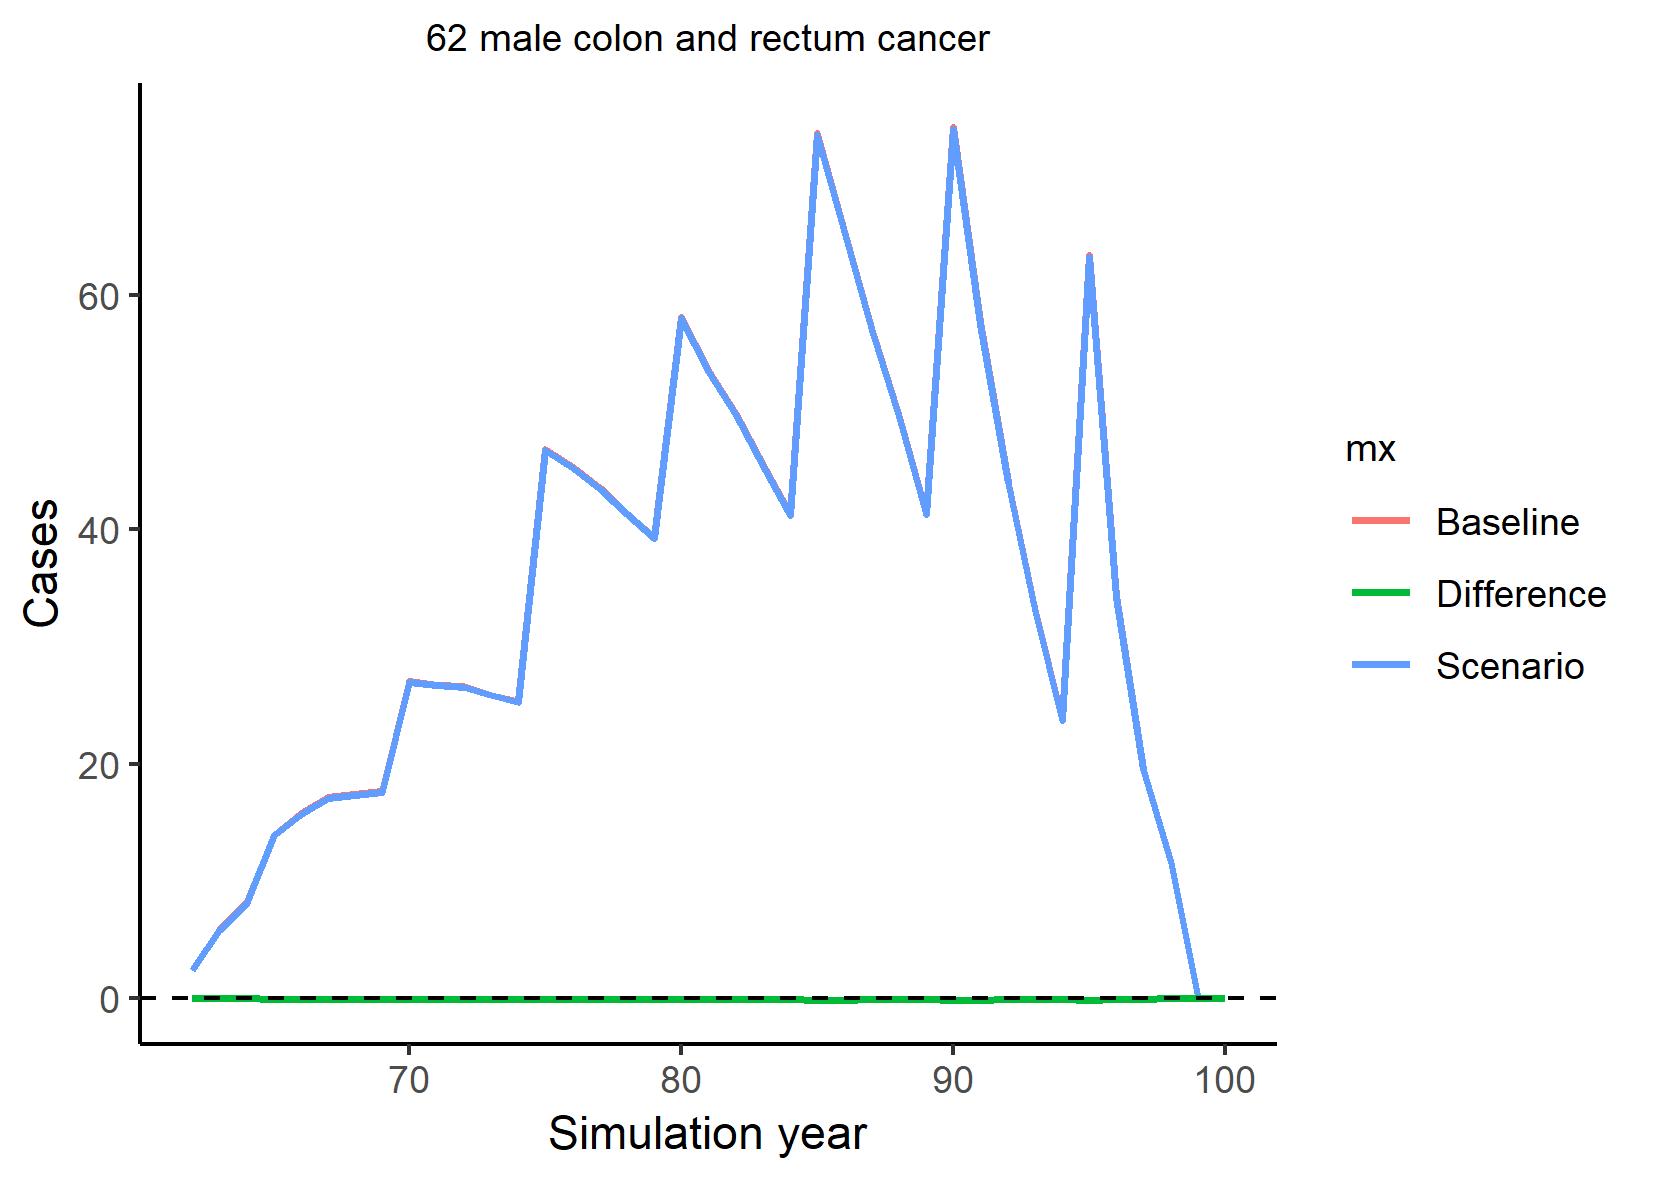 62 male colon and rectum cancer
Cases
60
40
20
0
70 80 90 100
Simulation year
mx
Baseline
Difference
Scenario